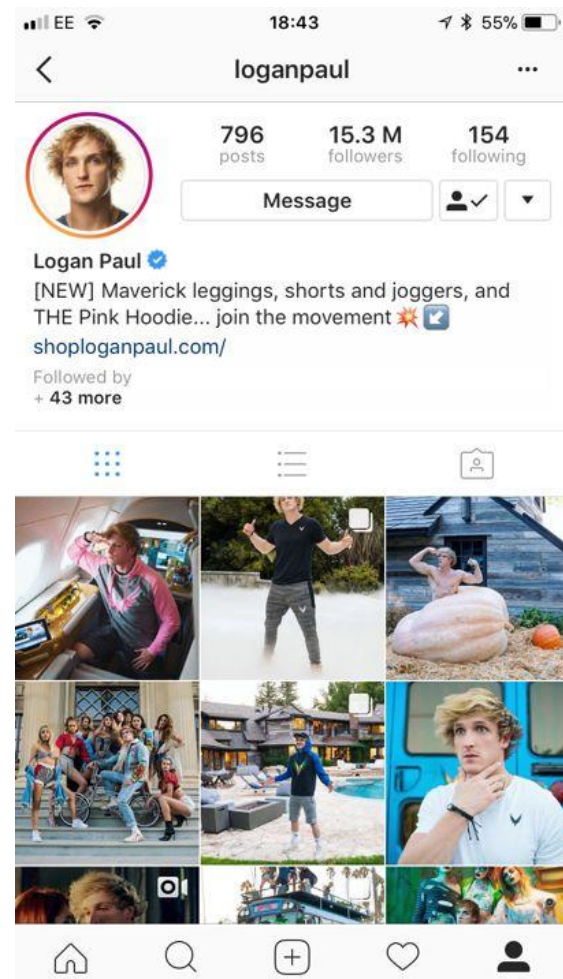 EE 18:43 55%
loganpaul
796 15.3 M 154
posts followers following
Message
Logan Paul
[NEW] Maverick leggings, shorts and joggers, and
THE Pink Hoodie... join the movement 💥 ↙️
shoploganpaul.com/
Followed by
+ 43 more